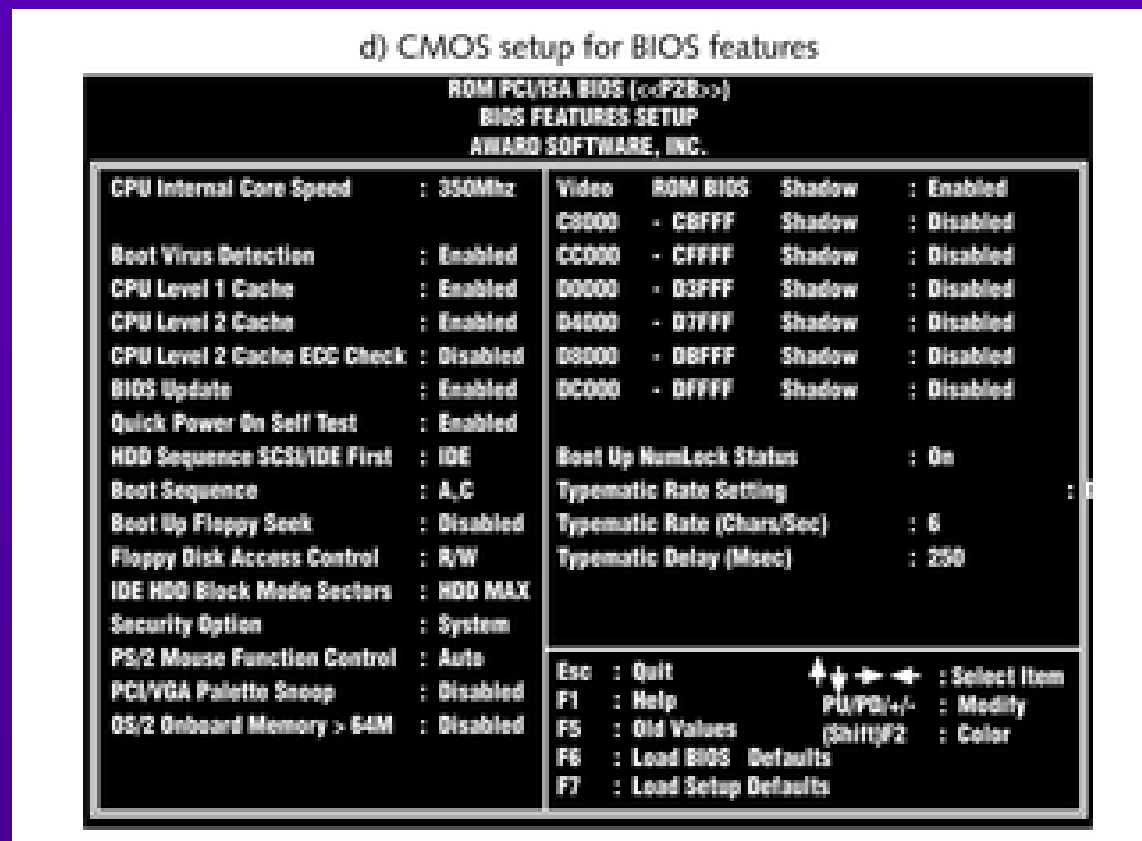 d) CMOS setup for BIOS features
ROM PCI/ISA BIOS (<<P2B>>)
BIOS FEATURES SETUP
AWARD SOFTWARE, INC.
CPU Internal Core Speed : 350Mhz
Boot Virus Detection : Enabled
CPU Level 1 Cache : Enabled
CPU Level 2 Cache : Enabled
CPU Level 2 Cache ECC Check : Disabled
BIOS Update : Enabled
Quick Power On Self Test : Enabled
HDD Sequence SCSI/IDE First : IDE
Boot Sequence : A,C
Boot Up Floppy Seek : Disabled
Floppy Disk Access Control : R/W
IDE HDD Block Mode Sectors : HDD MAX
Security Option : System
PS/2 Mouse Function Control : Auto
PCI/VGA Palette Snoop : Disabled
OS/2 Onboard Memory > 64M : Disabled
Video ROM BIOS Shadow : Enabled
C8000 - CBFFF Shadow : Disabled
CC000 - CFFFF Shadow : Disabled
D0000 - D3FFF Shadow : Disabled
D4000 - D7FFF Shadow : Disabled
D8000 - DBFFF Shadow : Disabled
DC000 - DFFFF Shadow : Disabled
Boot Up NumLock Status : On
Typematic Rate Setting :
Typematic Rate (Chars/Sec) : 6
Typematic Delay (Msec) : 250
Esc : Quit ↑↓→← : Select Item
F1 : Help PU/PD/+/- : Modify
F5 : Old Values (Shift)F2 : Color
F6 : Load BIOS Defaults
F7 : Load Setup Defaults